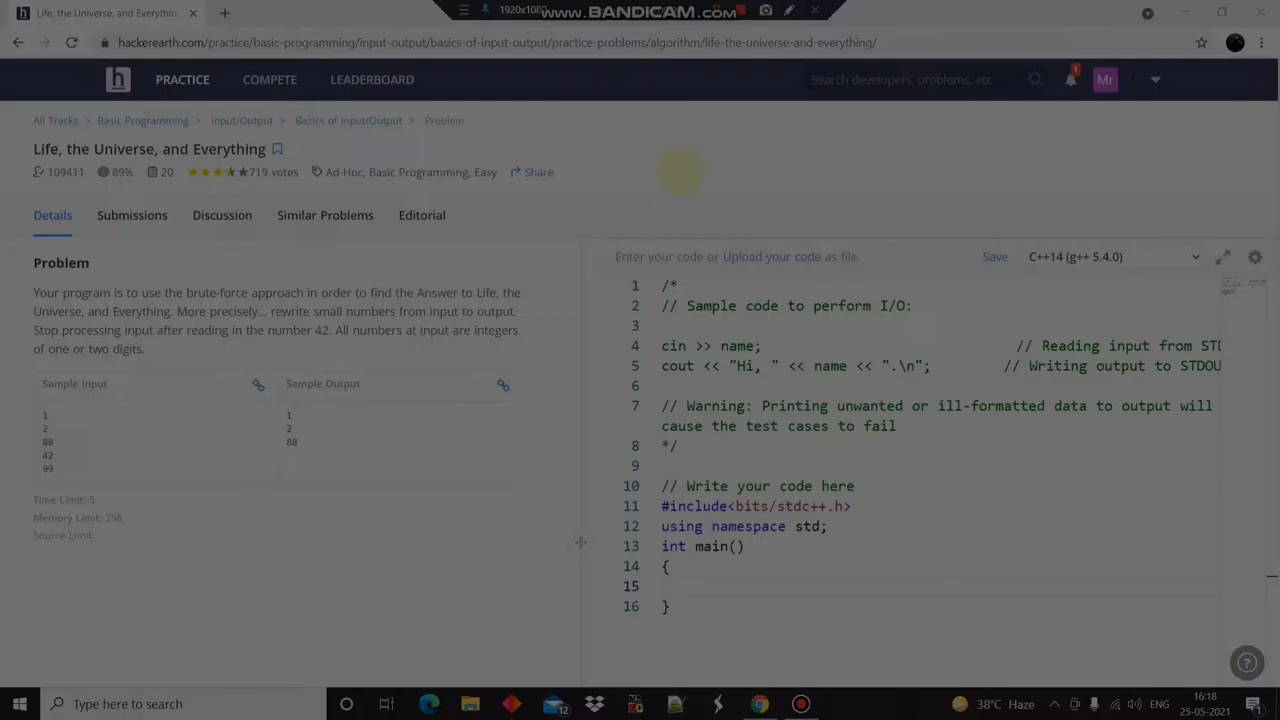 Life, the Universe, and Everything
1920x1080
www.BANDICAM.com
hackerearth.com/practice/basic-programming/input-output/basics-of-input-output/practice-problems/algorithm/life-the-universe-and-everything/
h PRACTICE COMPETE LEADERBOARD Search developers, problems, etc 1 Mr
All Tracks > Basic Programming > Input/Output > Basics of Input/Output > Problem
Life, the Universe, and Everything
109411 89% 20 719 votes Ad-Hoc, Basic Programming, Easy Share
Details Submissions Discussion Similar Problems Editorial
Problem
Your program is to use the brute-force approach in order to find the Answer to Life, the
Universe, and Everything. More precisely... rewrite small numbers from input to output.
Stop processing input after reading in the number 42. All numbers at input are integers
of one or two digits.
Sample Input
1
2
88
42
99
Sample Output
1
2
88
Time Limit: 5
Memory Limit: 256
Source Limit:
Enter your code or Upload your code as file. Save C++14 (g++ 5.4.0)
1 /*
2 // Sample code to perform I/O:
3
4 cin >> name; // Reading input from STD
5 cout << "Hi, " << name << ".\n"; // Writing output to STDOU
6
7 // Warning: Printing unwanted or ill-formatted data to output will
cause the test cases to fail
8 */
9
10 // Write your code here
11 #include<bits/stdc++.h>
12 using namespace std;
13 int main()
14 {
15
16 }
Type here to search
12
38°C Haze
ENG
16:18
25-05-2021
1